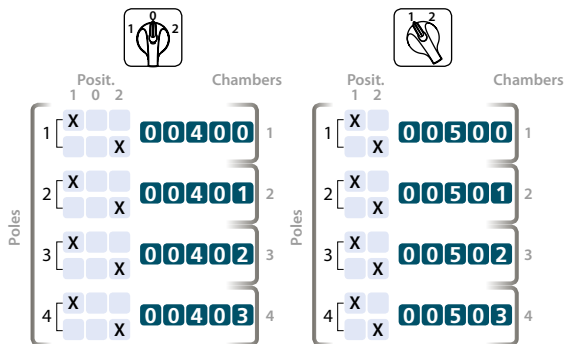 0
1 2
1 2
Posit. Chambers
1 0 2
Poles
1 X 00400 1
X
2 X 00401 2
X
3 X 00402 3
X
4 X 00403 4
X
Posit. Chambers
1 2
Poles
1 X 00500 1
X
2 X 00501 2
X
3 X 00502 3
X
4 X 00503 4
X